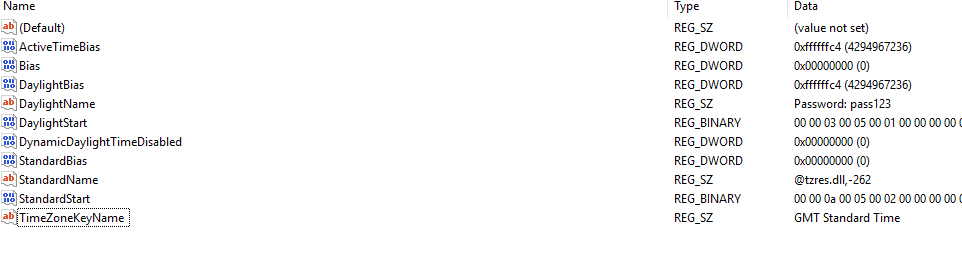 Name Type Data
(Default) REG_SZ (value not set)
ActiveTimeBias REG_DWORD 0xffffffc4 (4294967236)
Bias REG_DWORD 0x00000000 (0)
DaylightBias REG_DWORD 0xffffffc4 (4294967236)
DaylightName REG_SZ Password: pass123
DaylightStart REG_BINARY 00 00 03 00 05 00 01 00 00 00 00 0
DynamicDaylightTimeDisabled REG_DWORD 0x00000000 (0)
StandardBias REG_DWORD 0x00000000 (0)
StandardName REG_SZ @tzres.dll,-262
StandardStart REG_BINARY 00 00 0a 00 05 00 02 00 00 00 00 0
TimeZoneKeyName REG_SZ GMT Standard Time